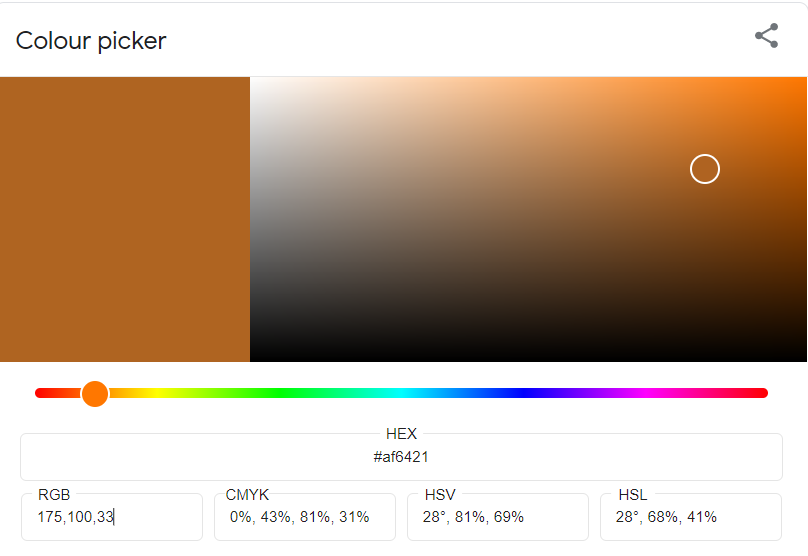 Colour picker
HEX
#af6421
RGB
175,100,33
CMYK
0%, 43%, 81%, 31%
HSV
28°, 81%, 69%
HSL
28°, 68%, 41%